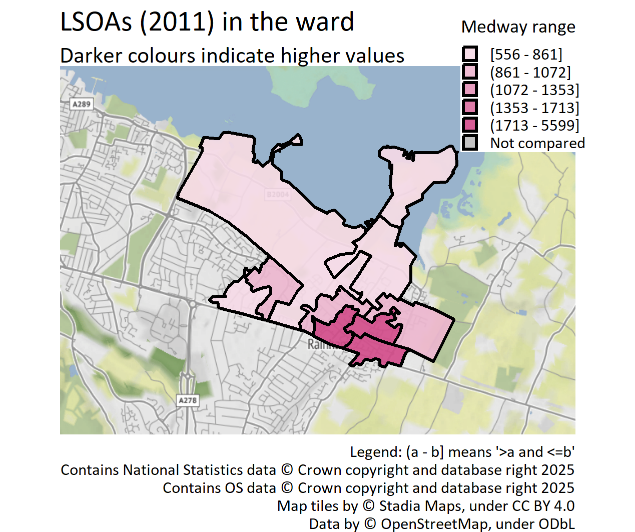 LSOAs (2011) in the ward
Darker colours indicate higher values
Medway range
[556 - 861]
(861 - 1072]
(1072 - 1353]
(1353 - 1713]
(1713 - 5599]
Not compared
A289
A278
Legend: (a - b] means '>a and <=b'
Contains National Statistics data © Crown copyright and database right 2025
Contains OS data © Crown copyright and database right 2025
Map tiles by © Stadia Maps, under CC BY 4.0
Data by © OpenStreetMap, under ODbL